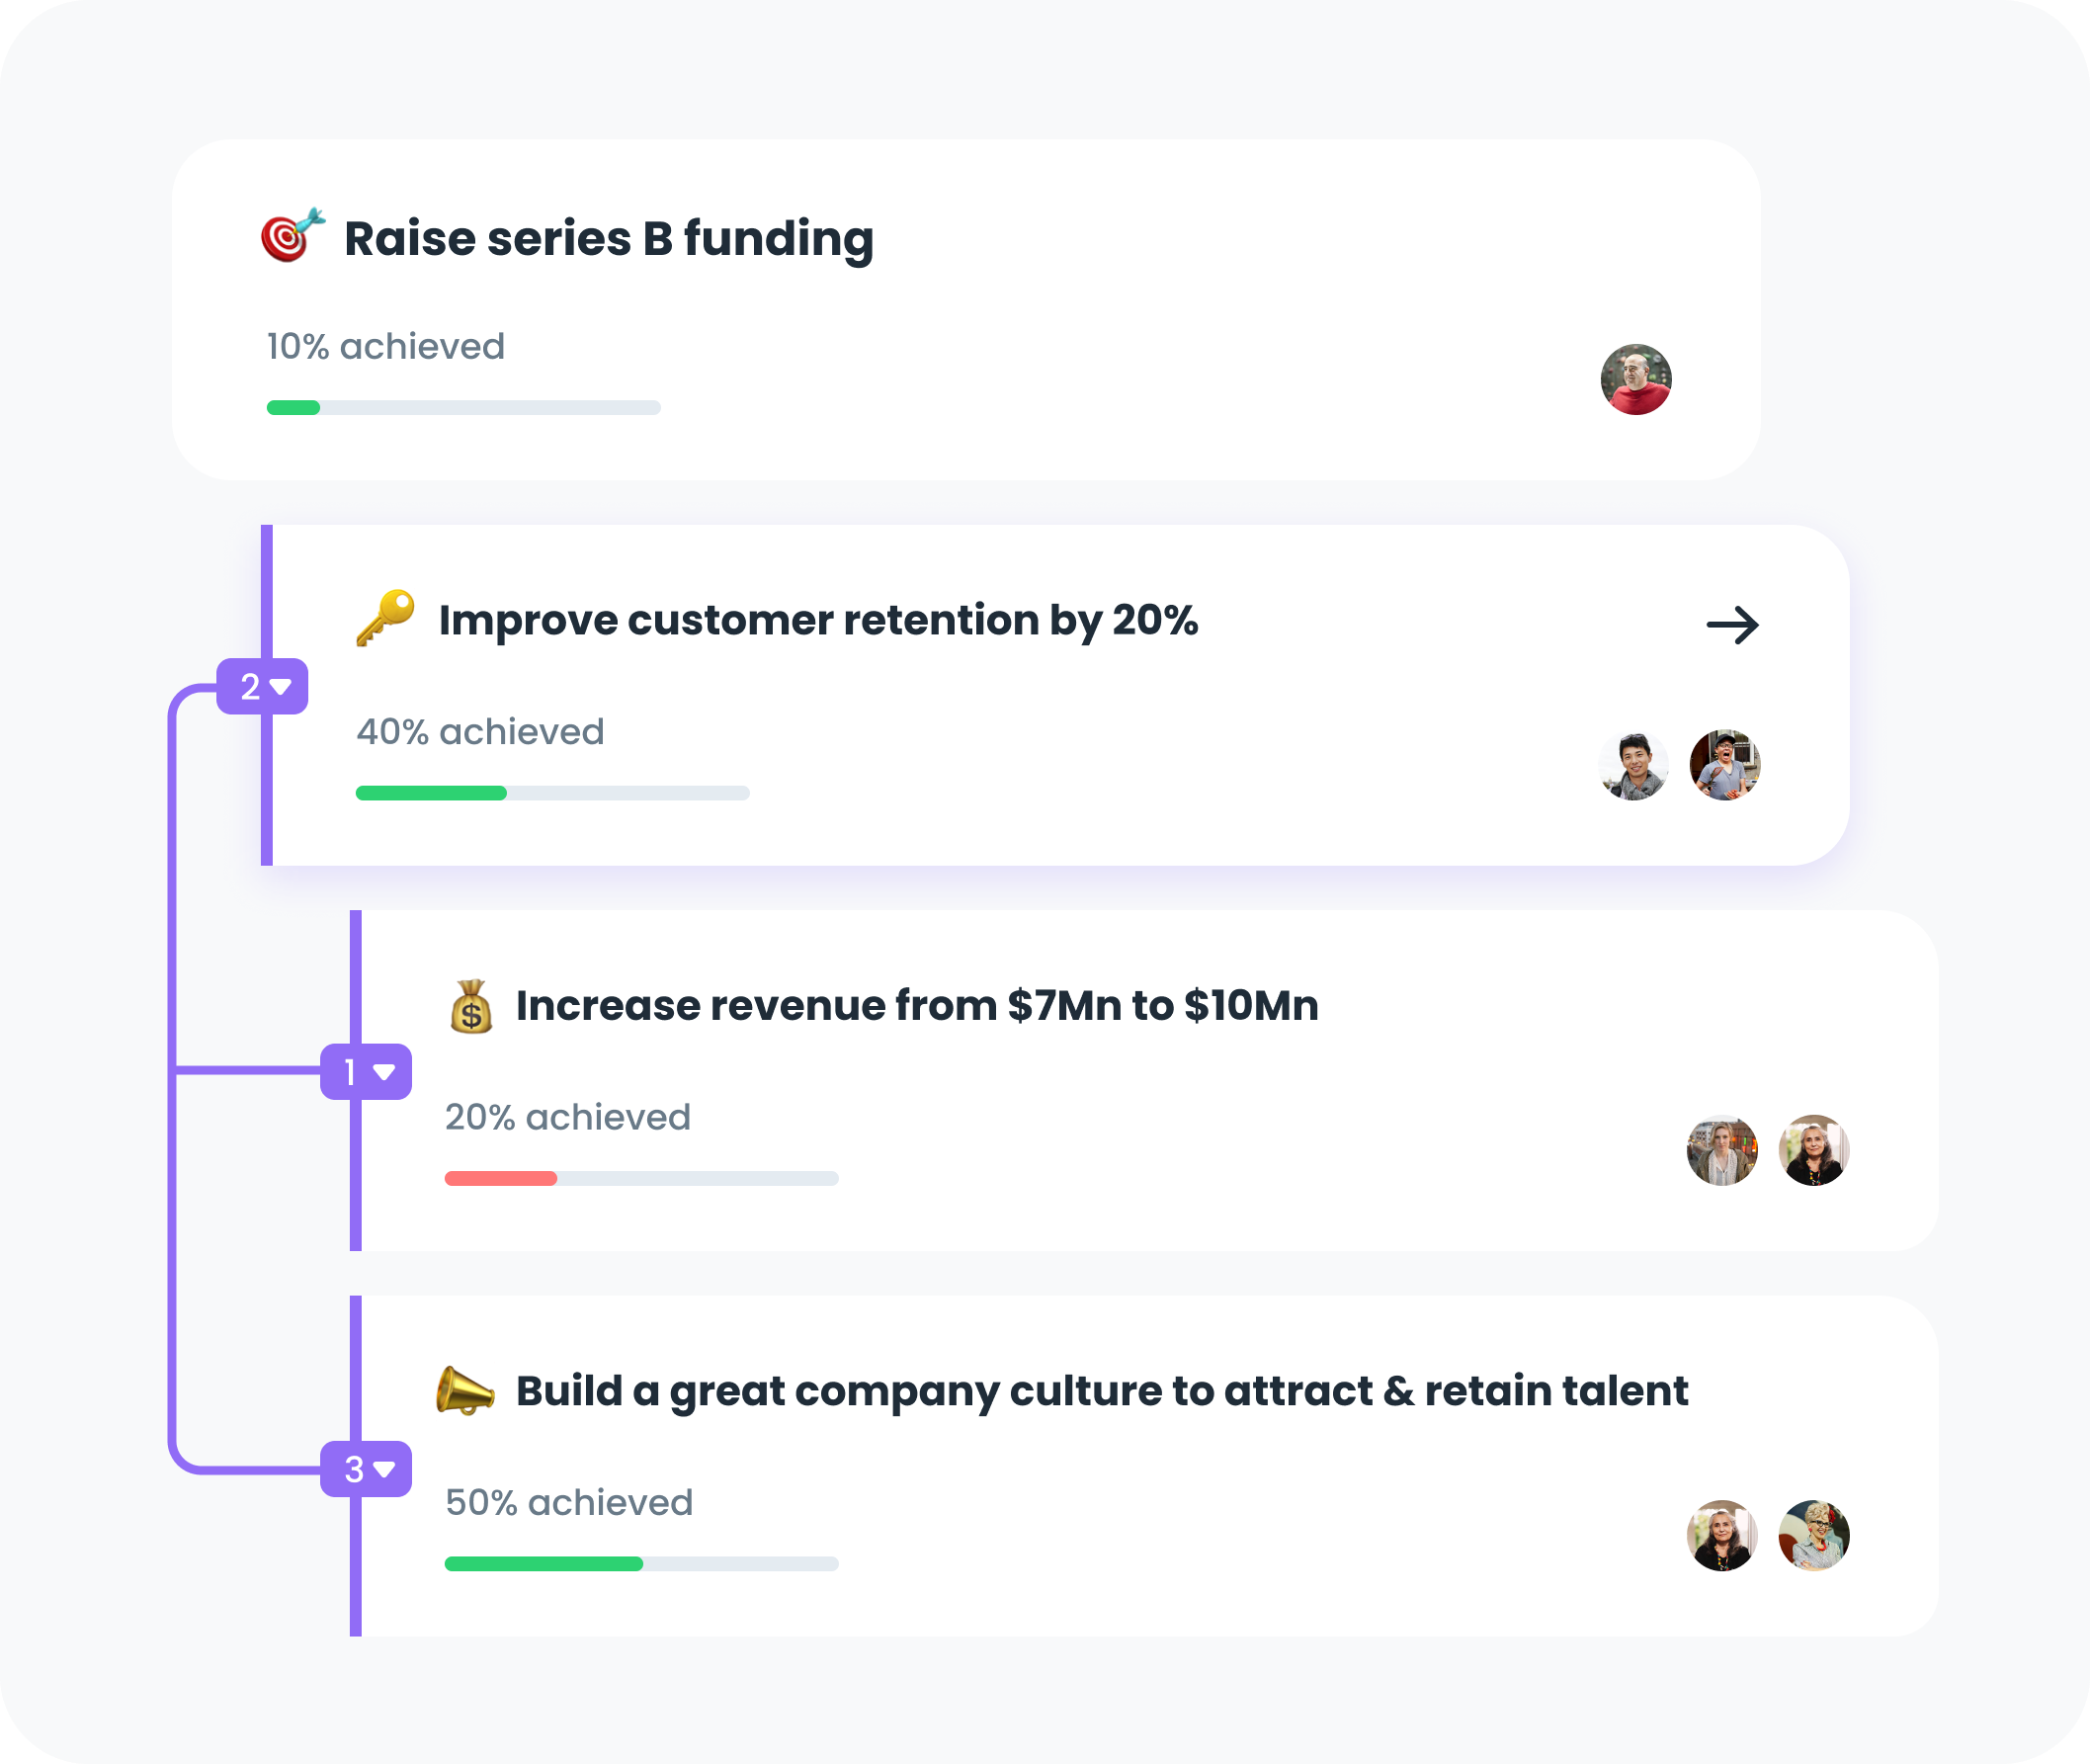 Raise series B funding
10% achieved
Improve customer retention by 20%
2
40% achieved
$ Increase revenue from $7Mn to $10Mn
1
20% achieved
Build a great company culture to attract & retain talent
3
50% achieved